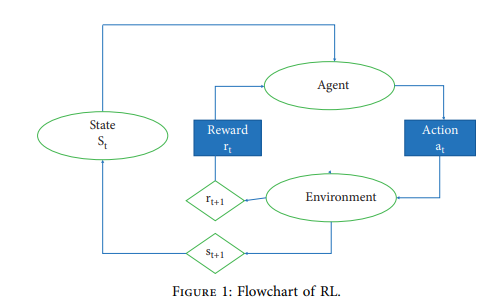 Agent
State
Sₜ
Reward
rₜ
Action
aₜ
rₜ₊₁
Environment
sₜ₊₁
FIGURE 1: Flowchart of RL.